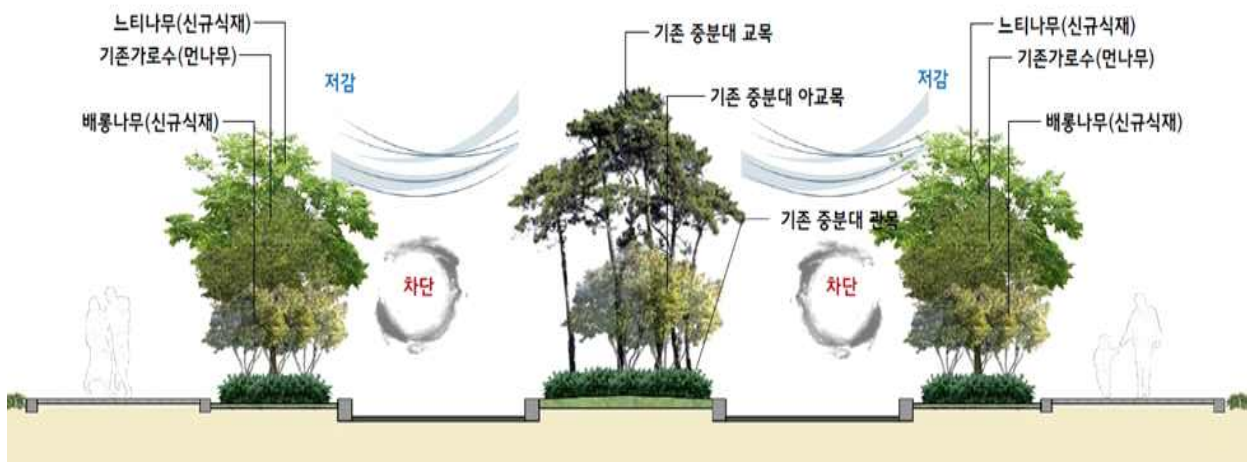 느티나무(신규식재)
기존가로수(먼나무)
배롱나무(신규식재)
저감
차단
기존 중분대 교목
기존 중분대 아교목
기존 중분대 관목
저감
차단
느티나무(신규식재)
기존가로수(먼나무)
배롱나무(신규식재)